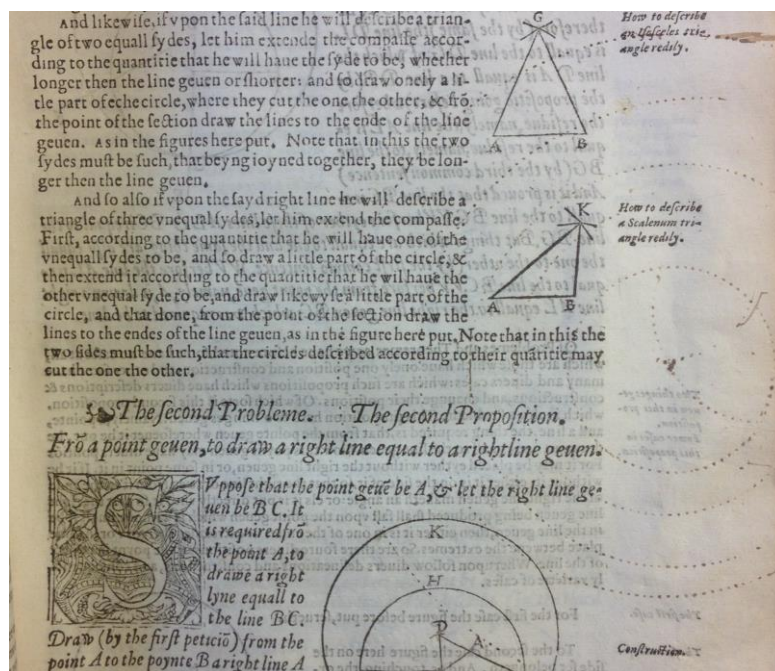 And likewiſe, if vpon the ſaid line he will deſcribe a trian-
gle of two equall ſydes, let him extende the compaſſe accor-
ding to the quantitie that he will haue the ſyde to be, whether
longer then the line geuen or ſhorter: and ſo draw onely a li-
tle part of eche circle, where they cut the one the other, & frō
the point of the ſection draw the lines to the ende of the line
geuen. As in the figures here put. Note that in this the two
ſydes muſt be ſuch, that beyng ioyned together, they be lon-
ger then the line geuen.
G
A B
How to deſcribe
an Iſoſceles trie
angle redily.
And ſo alſo if vpon the ſayd right line he will deſcribe a
triangle of three vnequall ſydes, let him extend the compaſſe.
Firſt, according to the quantitie that he will haue one of the
vnequall ſydes to be, and ſo draw a little part of the circle, &
then extend it according to the quantitie that he wil haue the
other vnequal ſyde to be, and draw likewyſe a little part of the
circle, and that done, from the point of the ſection draw the
lines to the endes of the line geuen, as in the figure here put. Note that in this the
two ſides muſt be ſuch, that the circles deſcribed according to their quātitie may
cut the one the other.
K
A B
How to deſcribe
a Scalenum tri-
angle redily.
The ſecond Probleme. The ſecond Propoſition.
Frō a point geuen, to draw a right line equal to a rightline geuen.
SVppoſe that the point geuē be A, & let the right line ge-
uen be B C. It
is required frō
the point A, to
drawe a right
lyne equall to
the line B C.
Draw (by the firſt peticiō) from the
point A to the poynte B a right line A
K
H
D
A
Conſtruction.